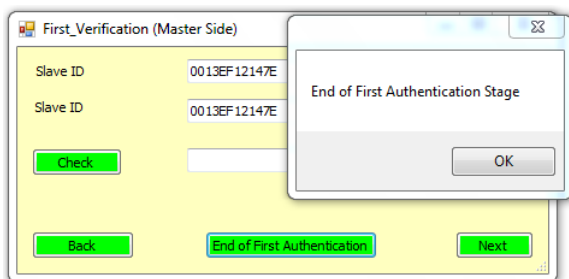 First_Verification (Master Side)
Slave ID
0013EF12147E
Slave ID
0013EF12147E
Check
Back
End of First Authentication
Next
End of First Authentication Stage
OK